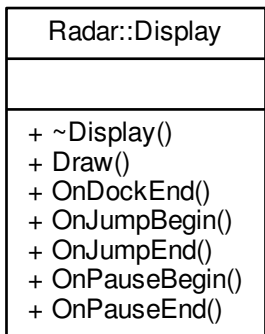 Radar::Display
+ ~Display()
+ Draw()
+ OnDockEnd()
+ OnJumpBegin()
+ OnJumpEnd()
+ OnPauseBegin()
+ OnPauseEnd()